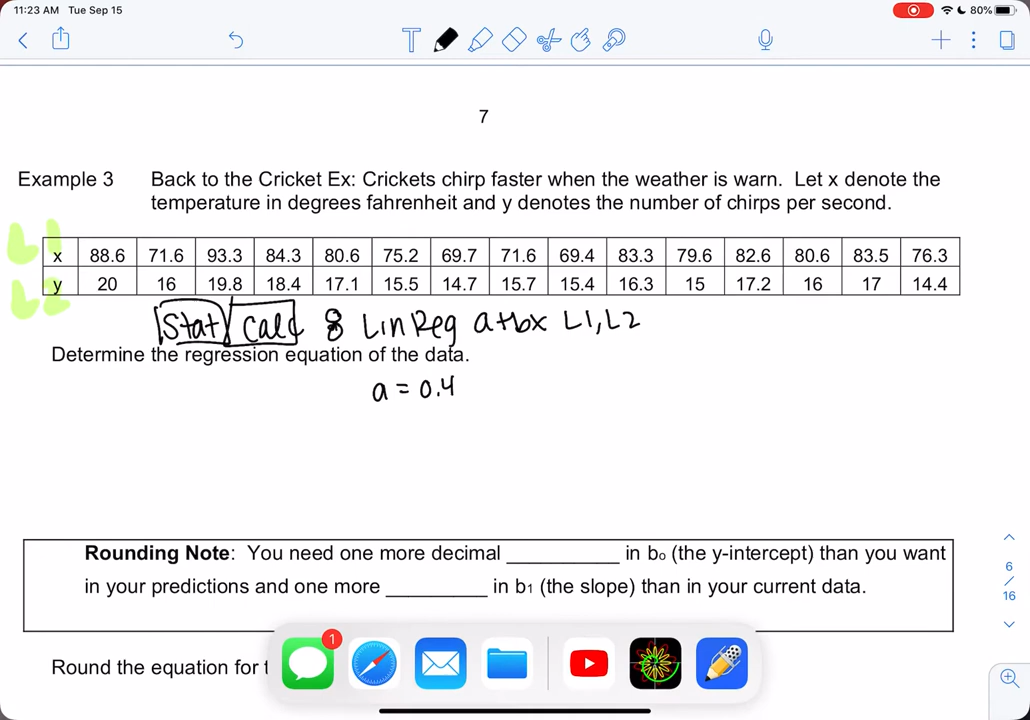 11:23 AM Tue Sep 15
80%
T
7
Example 3 Back to the Cricket Ex: Crickets chirp faster when the weather is warn. Let x denote the
temperature in degrees fahrenheit and y denotes the number of chirps per second.
L1
x 88.6 71.6 93.3 84.3 80.6 75.2 69.7 71.6 69.4 83.3 79.6 82.6 80.6 83.5 76.3
L2
y 20 16 19.8 18.4 17.1 15.5 14.7 15.7 15.4 16.3 15 17.2 16 17 14.4
Stat Calc 8 LinReg a+bx L1, L2
Determine the regression equation of the data.
a = 0.4
Rounding Note: You need one more decimal __________ in b₀ (the y-intercept) than you want
in your predictions and one more _________ in b₁ (the slope) than in your current data.
6
/
16
1
Round the equation for t